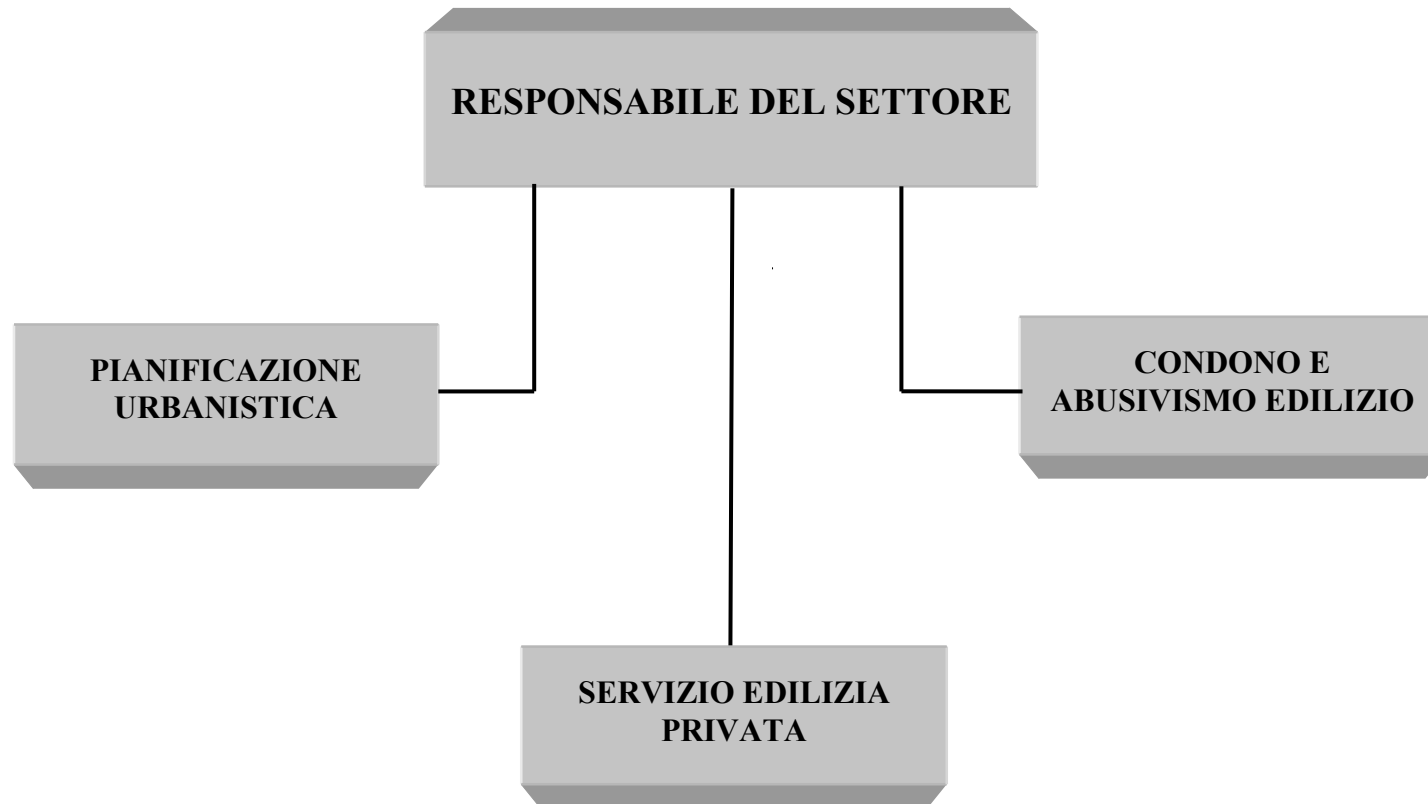 RESPONSABILE DEL SETTORE
PIANIFICAZIONE
URBANISTICA
CONDONO E
ABUSIVISMO EDILIZIO
SERVIZIO EDILIZIA
PRIVATA